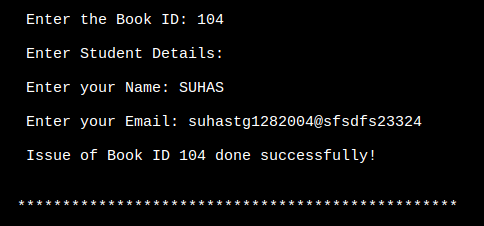 Enter the Book ID: 104
Enter Student Details:
Enter your Name: SUHAS
Enter your Email: suhastg1282004@sfsdfs23324
Issue of Book ID 104 done successfully!
*************************************************